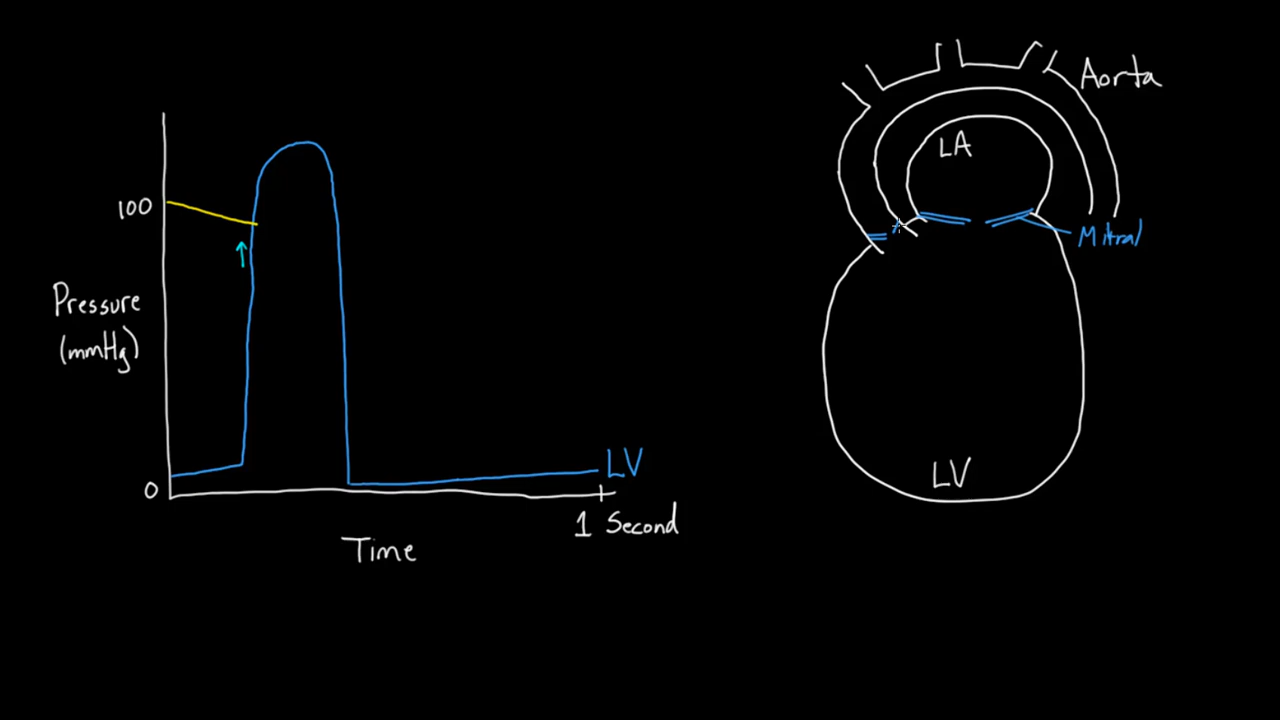 100
Pressure
(mmHg)
0
LV
1 Second
Time
Aorta
LA
Mitral
LV